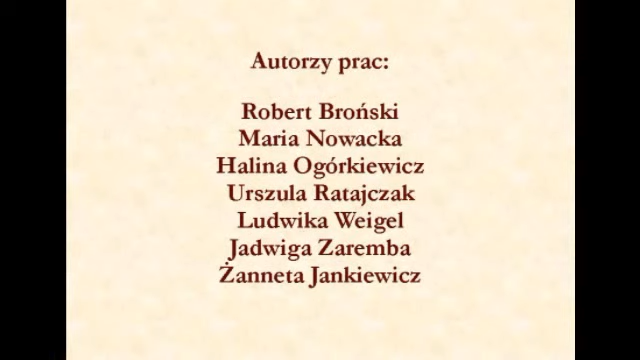 Autorzy prac:
Robert Broński
Maria Nowacka
Halina Ogórkiewicz
Urszula Ratajczak
Ludwika Weigel
Jadwiga Zaremba
Żanneta Jankiewicz